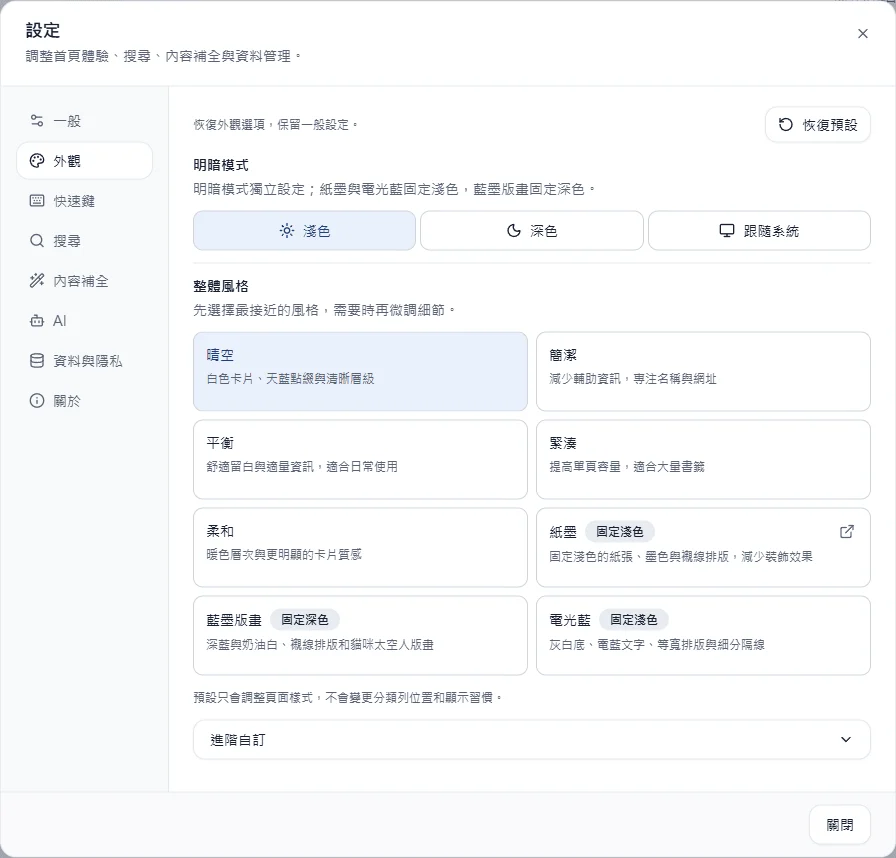 設定
調整首頁體驗、搜尋、內容補全與資料管理。
一般
外觀
快速鍵
搜尋
內容補全
AI
資料與隱私
關於
恢復外觀選項，保留一般設定。
恢復預設
明暗模式
明暗模式獨立設定；紙墨與電光藍固定淺色，藍墨版畫固定深色。
淺色
深色
跟隨系統
整體風格
先選擇最接近的風格，需要時再微調細節。
晴空
白色卡片、天藍點綴與清晰層級
簡潔
減少輔助資訊，專注名稱與網址
平衡
舒適留白與適量資訊，適合日常使用
緊湊
提高單頁容量，適合大量書籤
柔和
暖色層次與更明顯的卡片質感
紙墨 固定淺色
固定淺色的紙張、墨色與襯線排版，減少裝飾效果
藍墨版畫 固定深色
深藍與奶油白、襯線排版和貓咪太空人版畫
電光藍 固定淺色
灰白底、電藍文字、等寬排版與細分隔線
預設只會調整頁面樣式，不會變更分類列位置和顯示習慣。
進階自訂
關閉